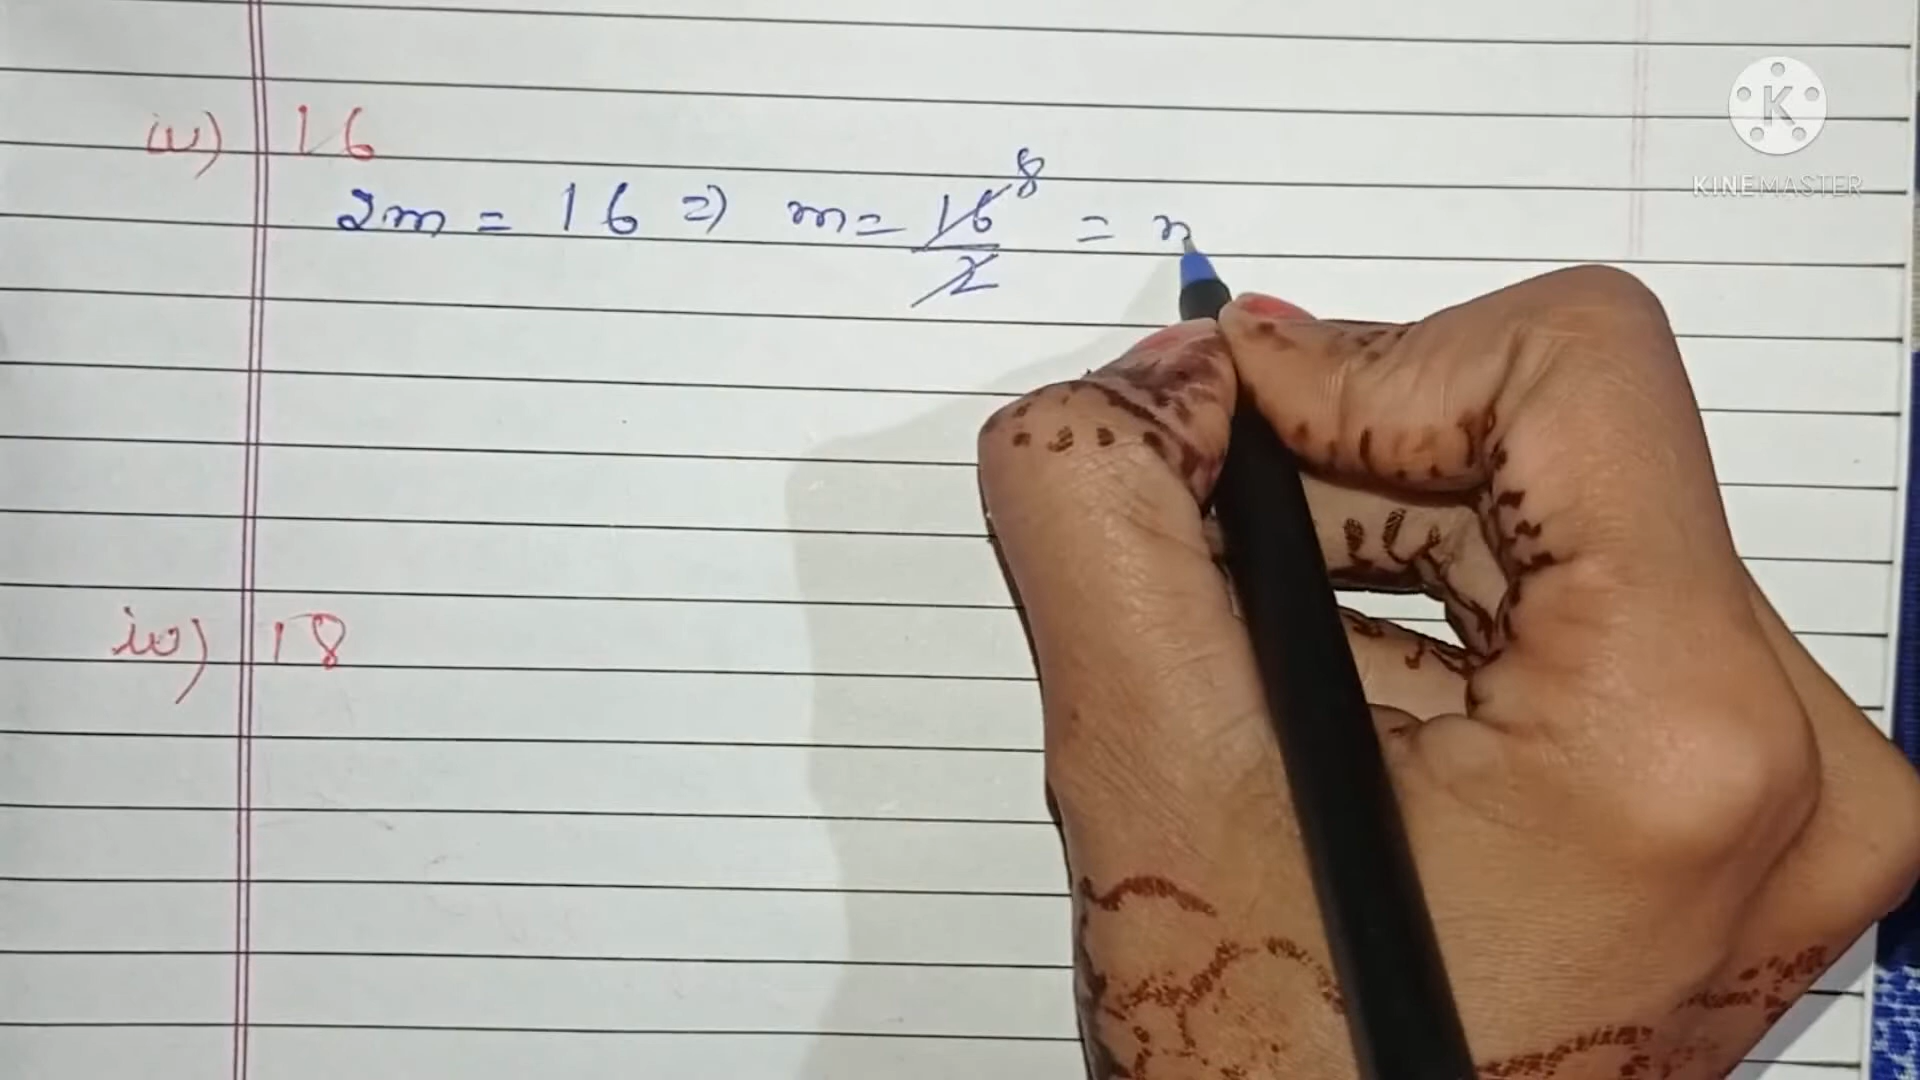 KINEMASTER
iii) 16
2m = 16 ⇒ m = 16/2 8 = m
iv) 18